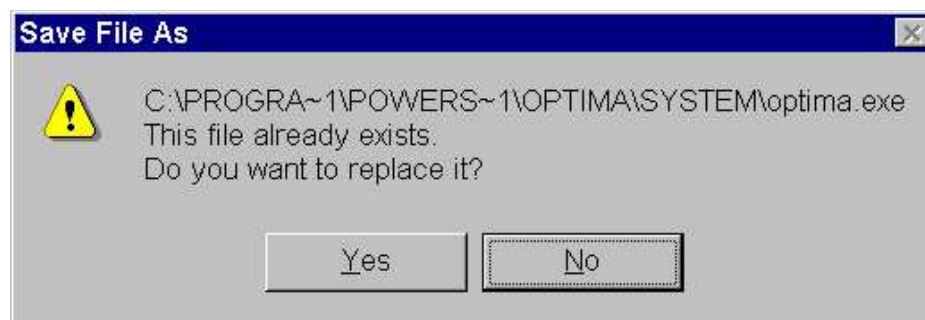 Save File As
C:\PROGRA~1\POWERS~1\OPTIMA\SYSTEM\optima.exe
This file already exists.
Do you want to replace it?
Yes No